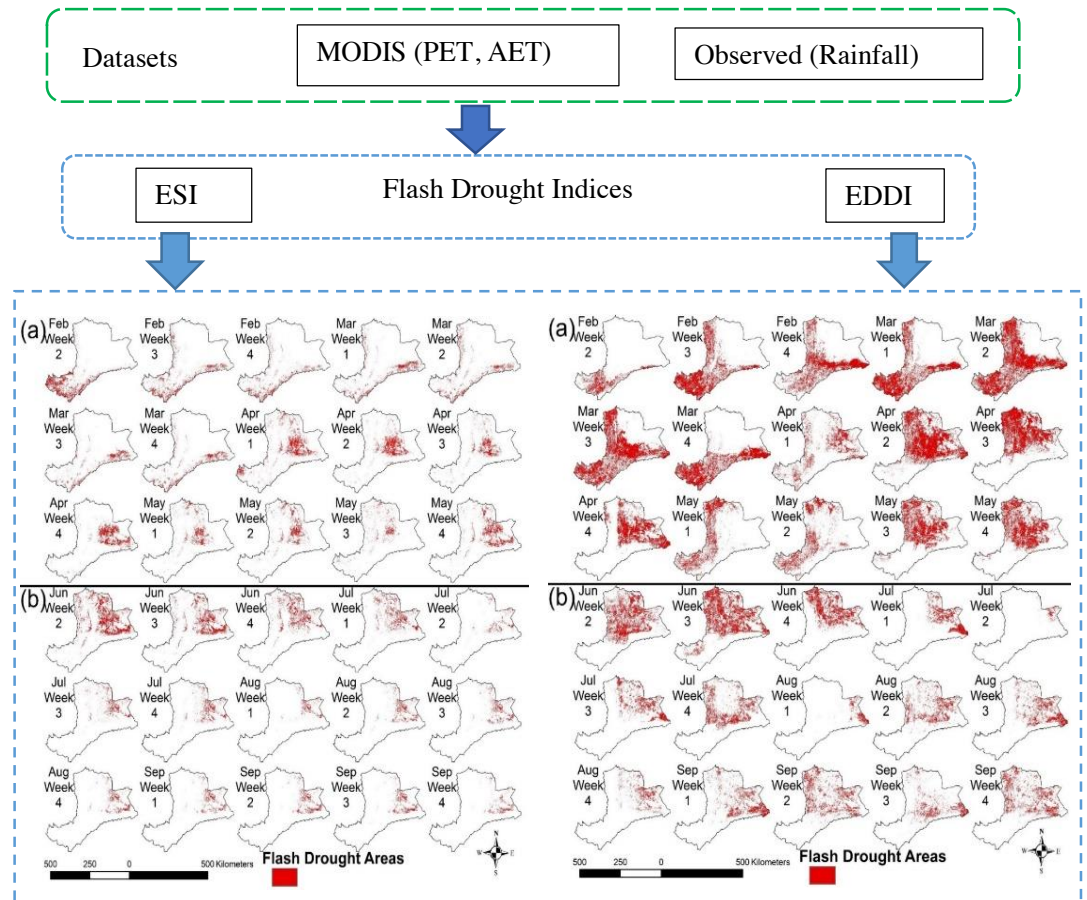 Datasets
MODIS (PET, AET)
Observed (Rainfall)
ESI
Flash Drought Indices
EDDI
(a)
Feb Week 2
Feb Week 3
Feb Week 4
Mar Week 1
Mar Week 2
Mar Week 3
Mar Week 4
Apr Week 1
Apr Week 2
Apr Week 3
Apr Week 4
May Week 1
May Week 2
May Week 3
May Week 4
(b)
Jun Week 2
Jun Week 3
Jun Week 4
Jul Week 1
Jul Week 2
Jul Week 3
Jul Week 4
Aug Week 1
Aug Week 2
Aug Week 3
Aug Week 4
Sep Week 1
Sep Week 2
Sep Week 3
Sep Week 4
500 250 0 500 Kilometers
Flash Drought Areas
N
W E
S
(a)
Feb Week 2
Feb Week 3
Feb Week 4
Mar Week 1
Mar Week 2
Mar Week 3
Mar Week 4
Apr Week 1
Apr Week 2
Apr Week 3
Apr Week 4
May Week 1
May Week 2
May Week 3
May Week 4
(b)
Jun Week 2
Jun Week 3
Jun Week 4
Jul Week 1
Jul Week 2
Jul Week 3
Jul Week 4
Aug Week 1
Aug Week 2
Aug Week 3
Aug Week 4
Sep Week 1
Sep Week 2
Sep Week 3
Sep Week 4
500 250 0 500 Kilometers
Flash Drought Areas
N
W E
S